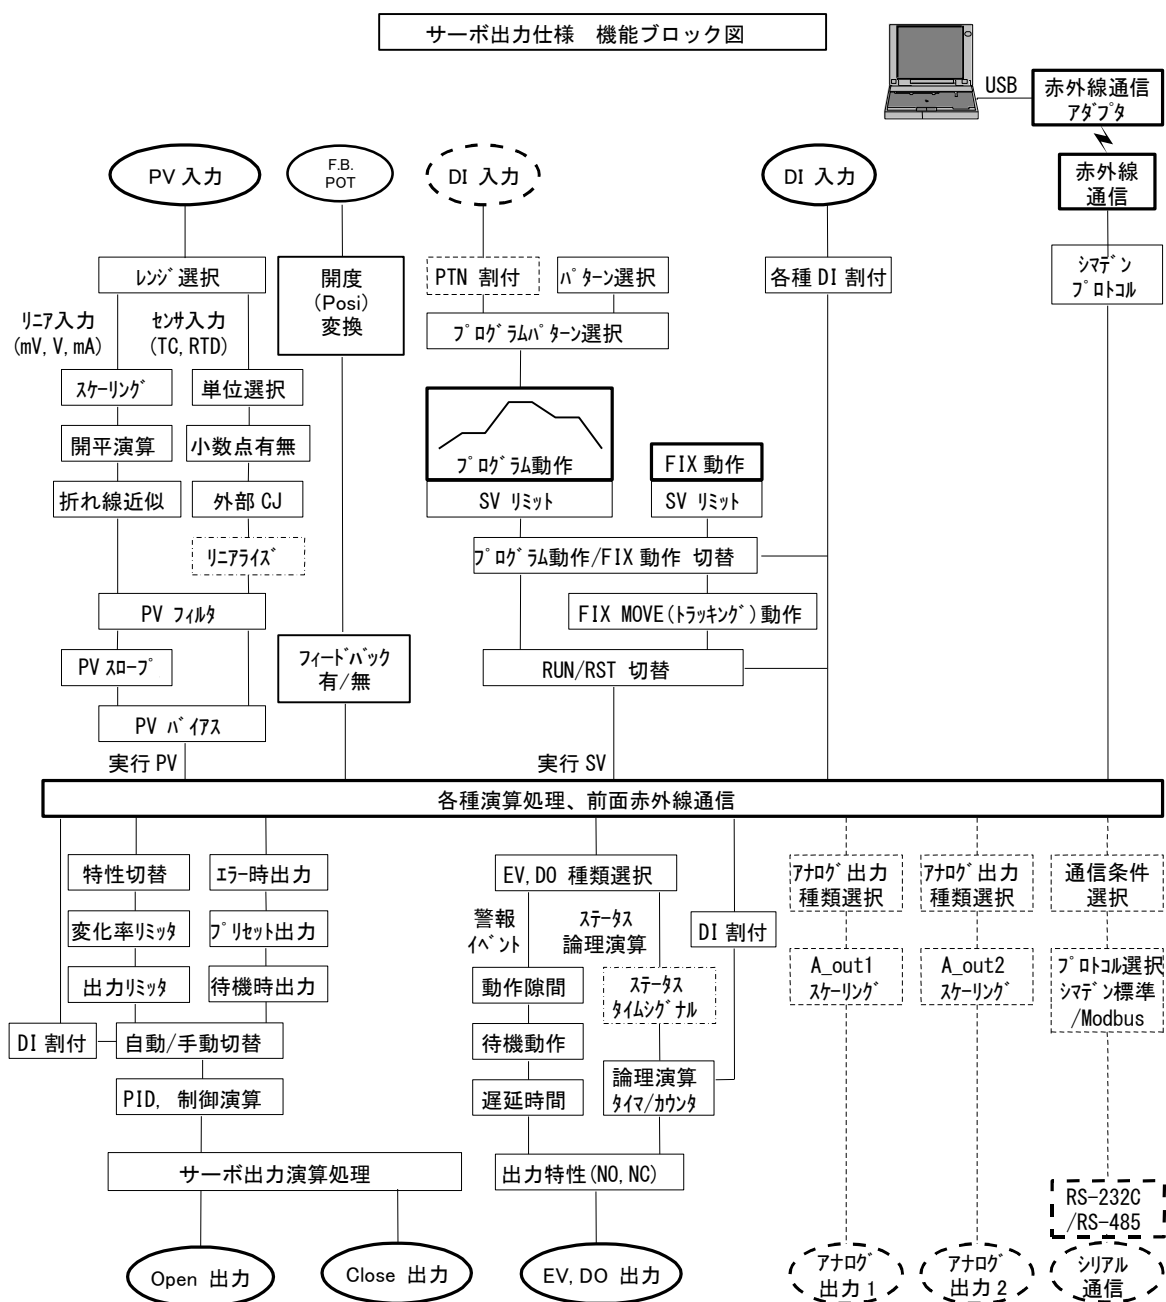 サーボ出力仕様 機能ブロック図
USB
赤外線通信
ｱﾀﾞﾌﾟﾀ
赤外線
通信
ｼﾏﾃﾞﾝ
ﾌﾟﾛﾄｺﾙ
PV 入力
F.B.
POT
DI 入力
DI 入力
ﾚﾝｼﾞ選択
ﾘﾆｱ入力
(mV, V, mA)
ｾﾝｻ入力
(TC, RTD)
ｽｹｰﾘﾝｸﾞ
単位選択
開平演算
小数点有無
折れ線近似
外部 CJ
ﾘﾆｱﾗｲｽﾞ
PV ﾌｨﾙﾀ
PV ｽﾛｰﾌﾟ
PV ﾊﾞｲｱｽ
実行 PV
開度
(Posi)
変換
ﾌｨｰﾄﾞﾊﾞｯｸ
有/無
PTN 割付
ﾊﾟﾀｰﾝ選択
ﾌﾟﾛｸﾞﾗﾑﾊﾟﾀｰﾝ選択
ﾌﾟﾛｸﾞﾗﾑ動作
FIX 動作
SV ﾘﾐｯﾄ
SV ﾘﾐｯﾄ
ﾌﾟﾛｸﾞﾗﾑ動作/FIX 動作 切替
FIX MOVE(ﾄﾗｯｷﾝｸﾞ)動作
RUN/RST 切替
実行 SV
各種 DI 割付
各種演算処理、前面赤外線通信
特性切替
ｴﾗｰ時出力
変化率ﾘﾐｯﾀ
ﾌﾟﾘｾｯﾄ出力
出力ﾘﾐｯﾀ
待機時出力
DI 割付
自動/手動切替
PID, 制御演算
サーボ出力演算処理
Open 出力
Close 出力
EV, DO 種類選択
警報
ｲﾍﾞﾝﾄ
ｽﾃｰﾀｽ
論理演算
DI 割付
動作隙間
ｽﾃｰﾀｽ
ﾀｲﾑｼｸﾞﾅﾙ
待機動作
遅延時間
論理演算
ﾀｲﾏ/ｶｳﾝﾀ
出力特性(NO, NC)
EV, DO 出力
ｱﾅﾛｸﾞ出力
種類選択
A_out1
ｽｹｰﾘﾝｸﾞ
ｱﾅﾛｸﾞ
出力 1
ｱﾅﾛｸﾞ出力
種類選択
A_out2
ｽｹｰﾘﾝｸﾞ
ｱﾅﾛｸﾞ
出力 2
通信条件
選択
ﾌﾟﾛﾄｺﾙ選択
ｼﾏﾃﾞﾝ標準
/Modbus
RS-232C
/RS-485
ｼﾘｱﾙ
通信